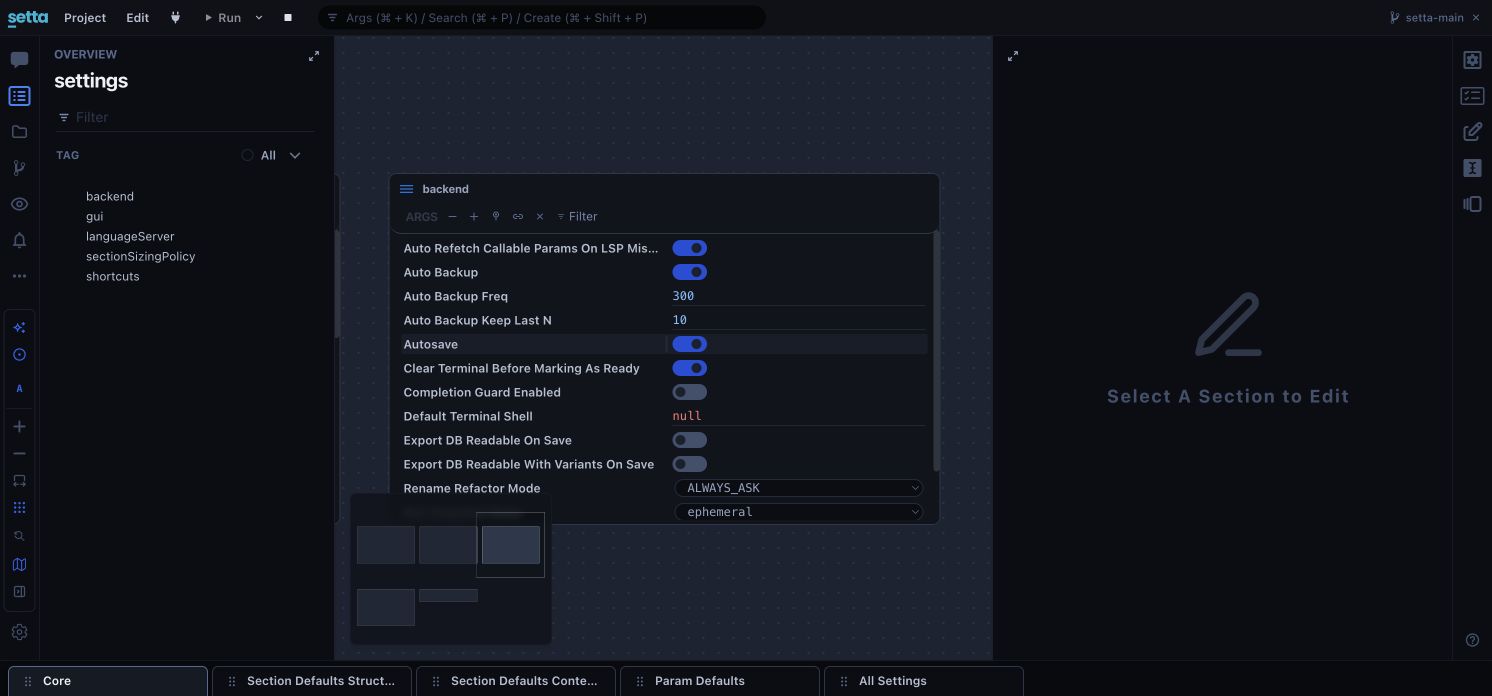 setta Project Edit Run Args (⌘ + K) / Search (⌘ + P) / Create (⌘ + Shift + P) setta-main
OVERVIEW
settings
Filter
TAG All
backend
gui
languageServer
sectionSizingPolicy
shortcuts
A
backend
ARGS Filter
Auto Refetch Callable Params On LSP Mis...
Auto Backup
Auto Backup Freq 300
Auto Backup Keep Last N 10
Autosave
Clear Terminal Before Marking As Ready
Completion Guard Enabled
Default Terminal Shell null
Export DB Readable On Save
Export DB Readable With Variants On Save
Rename Refactor Mode ALWAYS_ASK
ephemeral
Select A Section to Edit
Core Section Defaults Struct... Section Defaults Conte... Param Defaults All Settings